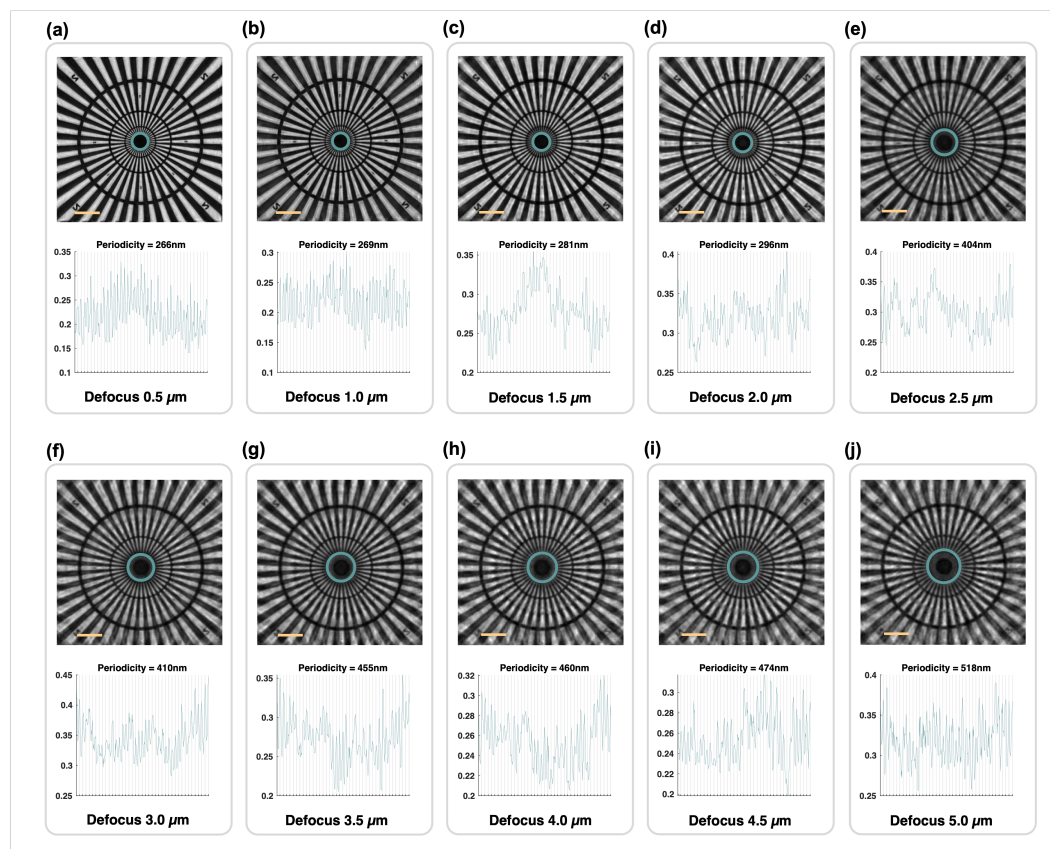 (a)
(b)
(c)
(d)
(e)
Periodicity = 266nm
Periodicity = 269nm
Periodicity = 281nm
Periodicity = 296nm
Periodicity = 404nm
0.35
0.3
0.25
0.2
0.15
0.1
0.3
0.25
0.2
0.15
0.1
0.35
0.3
0.25
0.2
0.4
0.35
0.3
0.25
0.4
0.35
0.3
0.25
0.2
Defocus 0.5 µm
Defocus 1.0 µm
Defocus 1.5 µm
Defocus 2.0 µm
Defocus 2.5 µm
(f)
(g)
(h)
(i)
(j)
Periodicity = 410nm
Periodicity = 455nm
Periodicity = 460nm
Periodicity = 474nm
Periodicity = 518nm
0.45
0.4
0.35
0.3
0.25
0.35
0.3
0.25
0.2
0.32
0.3
0.28
0.26
0.24
0.22
0.2
0.3
0.28
0.26
0.24
0.22
0.2
0.4
0.35
0.3
0.25
Defocus 3.0 µm
Defocus 3.5 µm
Defocus 4.0 µm
Defocus 4.5 µm
Defocus 5.0 µm